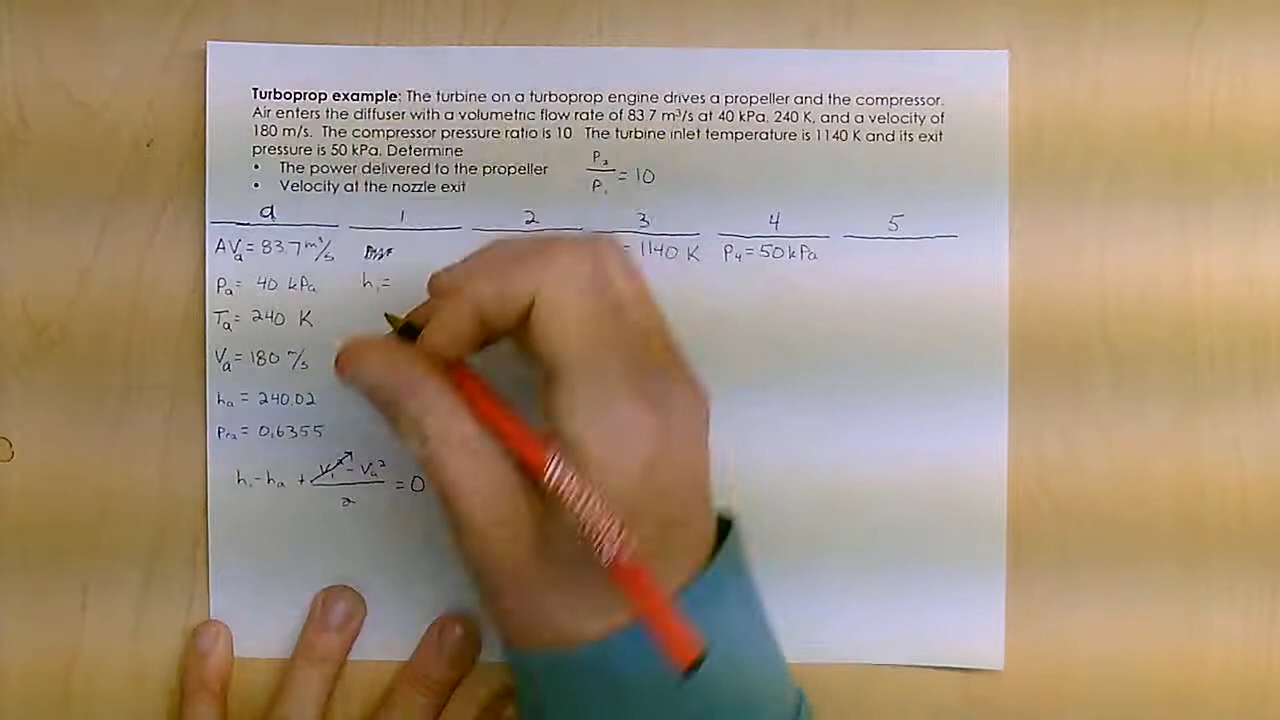 Turboprop example: The turbine on a turboprop engine drives a propeller and the compressor.
Air enters the diffuser with a volumetric flow rate of 83.7 m³/s at 40 kPa, 240 K, and a velocity of
180 m/s. The compressor pressure ratio is 10 The turbine inlet temperature is 1140 K and its exit
pressure is 50 kPa. Determine
• The power delivered to the propeller
• Velocity at the nozzle exit
P₂/P₁ = 10
a 1 2 3 4 5
AVₐ = 83.7 m³/s
= 1140 K P₄ = 50 kPa
Pₐ = 40 kPa h₁ =
Tₐ = 240 K
Vₐ = 180 m/s
hₐ = 240.02
Pᵣₐ = 0,6355
h₁ - hₐ + (V₁² - Vₐ²)/2 = 0